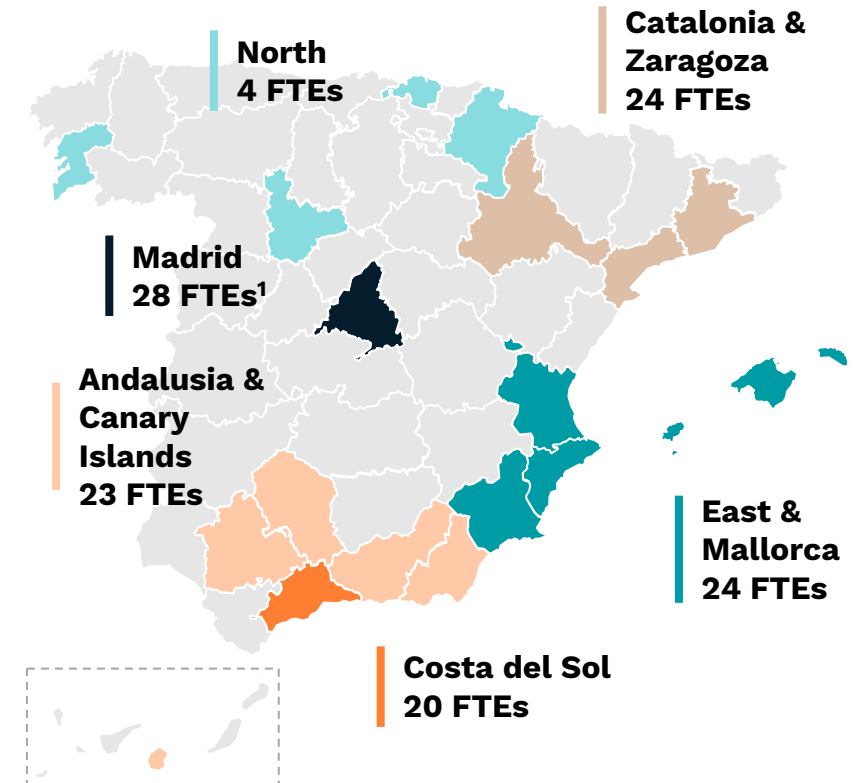 North
4 FTEs
Catalonia &
Zaragoza
24 FTEs
Madrid
28 FTEs¹
Andalusia &
Canary
Islands
23 FTEs
East &
Mallorca
24 FTEs
Costa del Sol
20 FTEs